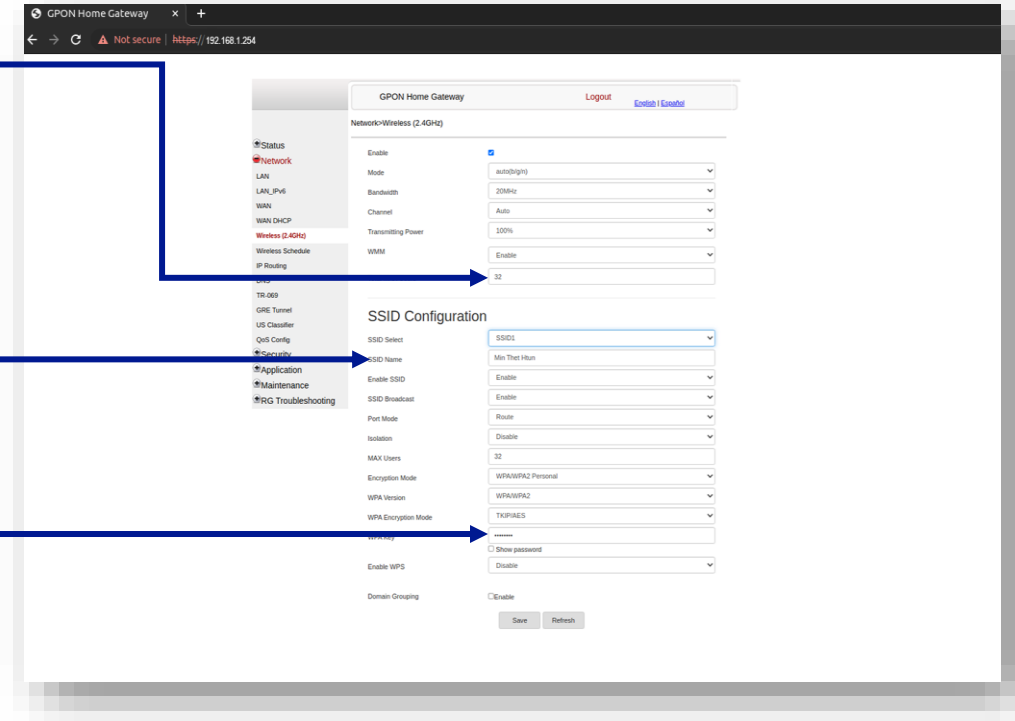 GPON Home Gateway × +
Not secure | https://192.168.1.254
GPON Home Gateway Logout English | Español
Network>Wireless (2.4GHz)
Status
Network
LAN
LAN_IPv6
WAN
WAN DHCP
Wireless (2.4GHz)
Wireless Schedule
IP Routing
DNS
TR-069
GRE Tunnel
US Classifier
QoS Config
Security
Application
Maintenance
RG Troubleshooting
Enable
Mode auto(b/g/n)
Bandwidth 20MHz
Channel Auto
Transmitting Power 100%
WMM Enable
32
SSID Configuration
SSID Select SSID1
SSID Name Min Thet Htun
Enable SSID Enable
SSID Broadcast Enable
Port Mode Route
Isolation Disable
MAX Users 32
Encryption Mode WPA/WPA2 Personal
WPA Version WPA/WPA2
WPA Encryption Mode TKIP/AES
WPA Key ••••••••
Show password
Enable WPS Disable
Domain Grouping Enable
Save Refresh